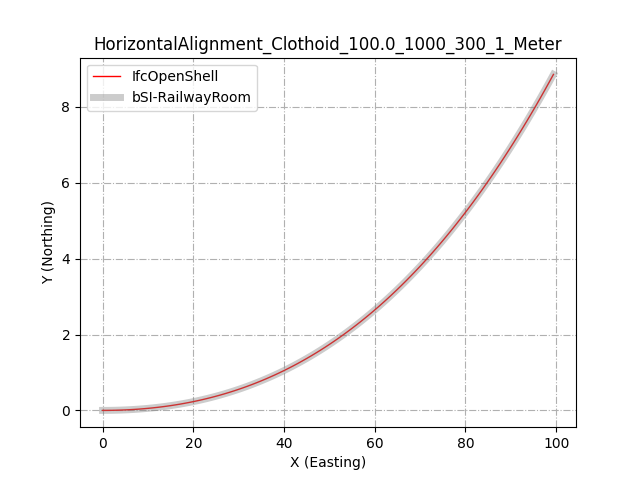 HorizontalAlignment_Clothoid_100.0_1000_300_1_Meter
IfcOpenShell
bSI-RailwayRoom
8
6
4
2
0
Y (Northing)
0 20 40 60 80 100
X (Easting)